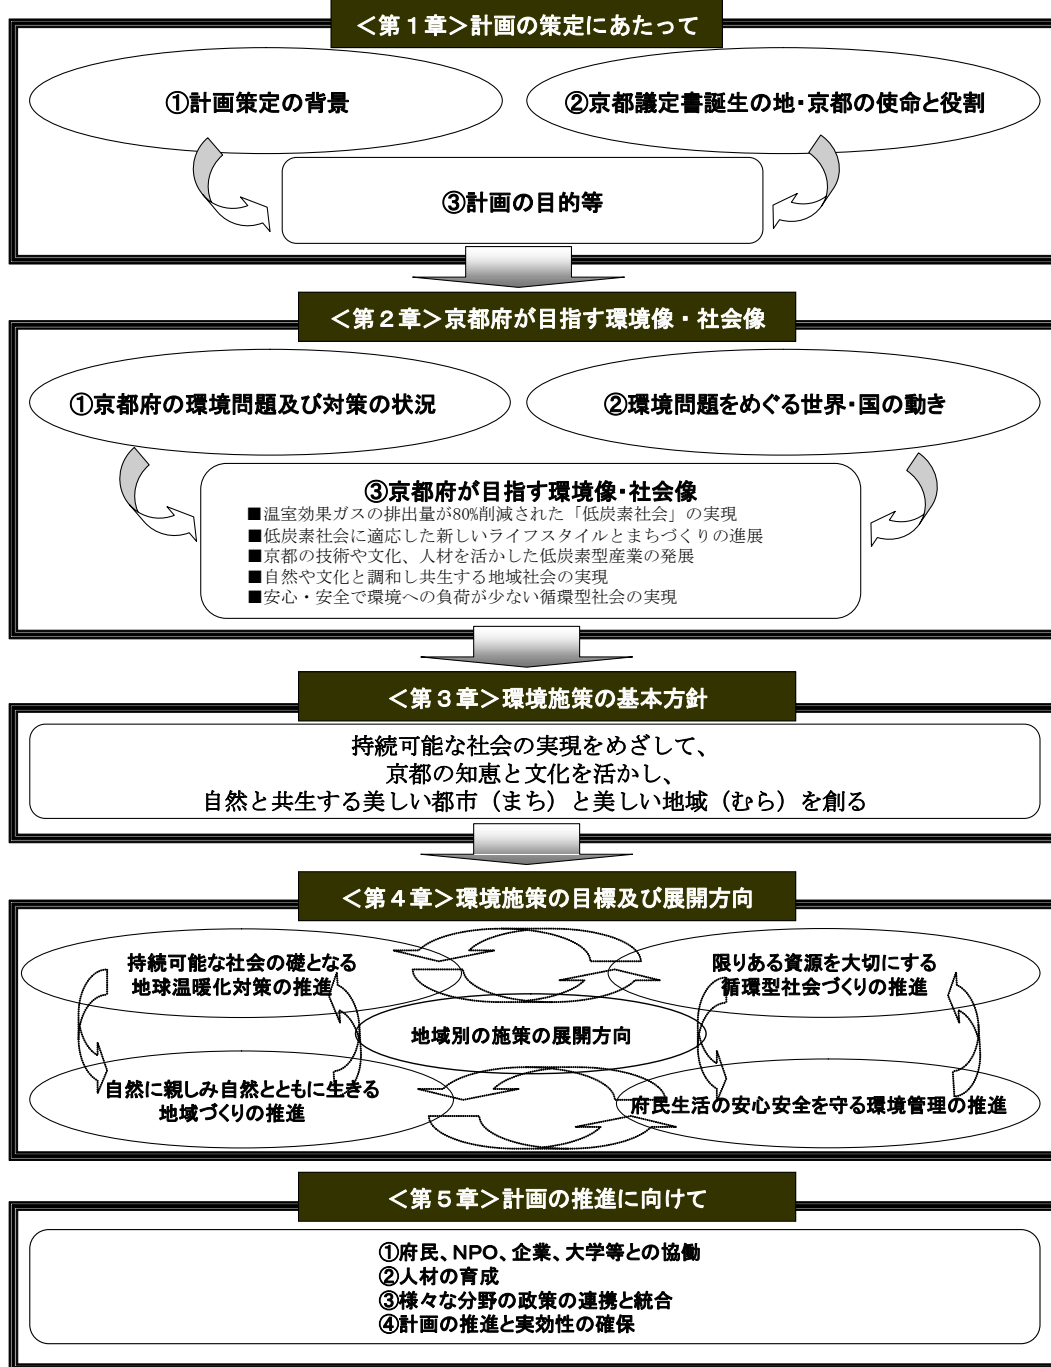 ＜第１章＞計画の策定にあたって
①計画策定の背景
②京都議定書誕生の地・京都の使命と役割
③計画の目的等
＜第２章＞京都府が目指す環境像・社会像
①京都府の環境問題及び対策の状況
②環境問題をめぐる世界・国の動き
③京都府が目指す環境像・社会像
■温室効果ガスの排出量が80%削減された「低炭素社会」の実現
■低炭素社会に適応した新しいライフスタイルとまちづくりの進展
■京都の技術や文化、人材を活かした低炭素型産業の発展
■自然や文化と調和し共生する地域社会の実現
■安心・安全で環境への負荷が少ない循環型社会の実現
＜第３章＞環境施策の基本方針
持続可能な社会の実現をめざして、
京都の知恵と文化を活かし、
自然と共生する美しい都市（まち）と美しい地域（むら）を創る
＜第４章＞環境施策の目標及び展開方向
持続可能な社会の礎となる
地球温暖化対策の推進
限りある資源を大切にする
循環型社会づくりの推進
地域別の施策の展開方向
自然に親しみ自然とともに生きる
地域づくりの推進
府民生活の安心安全を守る環境管理の推進
＜第５章＞計画の推進に向けて
①府民、NPO、企業、大学等との協働
②人材の育成
③様々な分野の政策の連携と統合
④計画の推進と実効性の確保